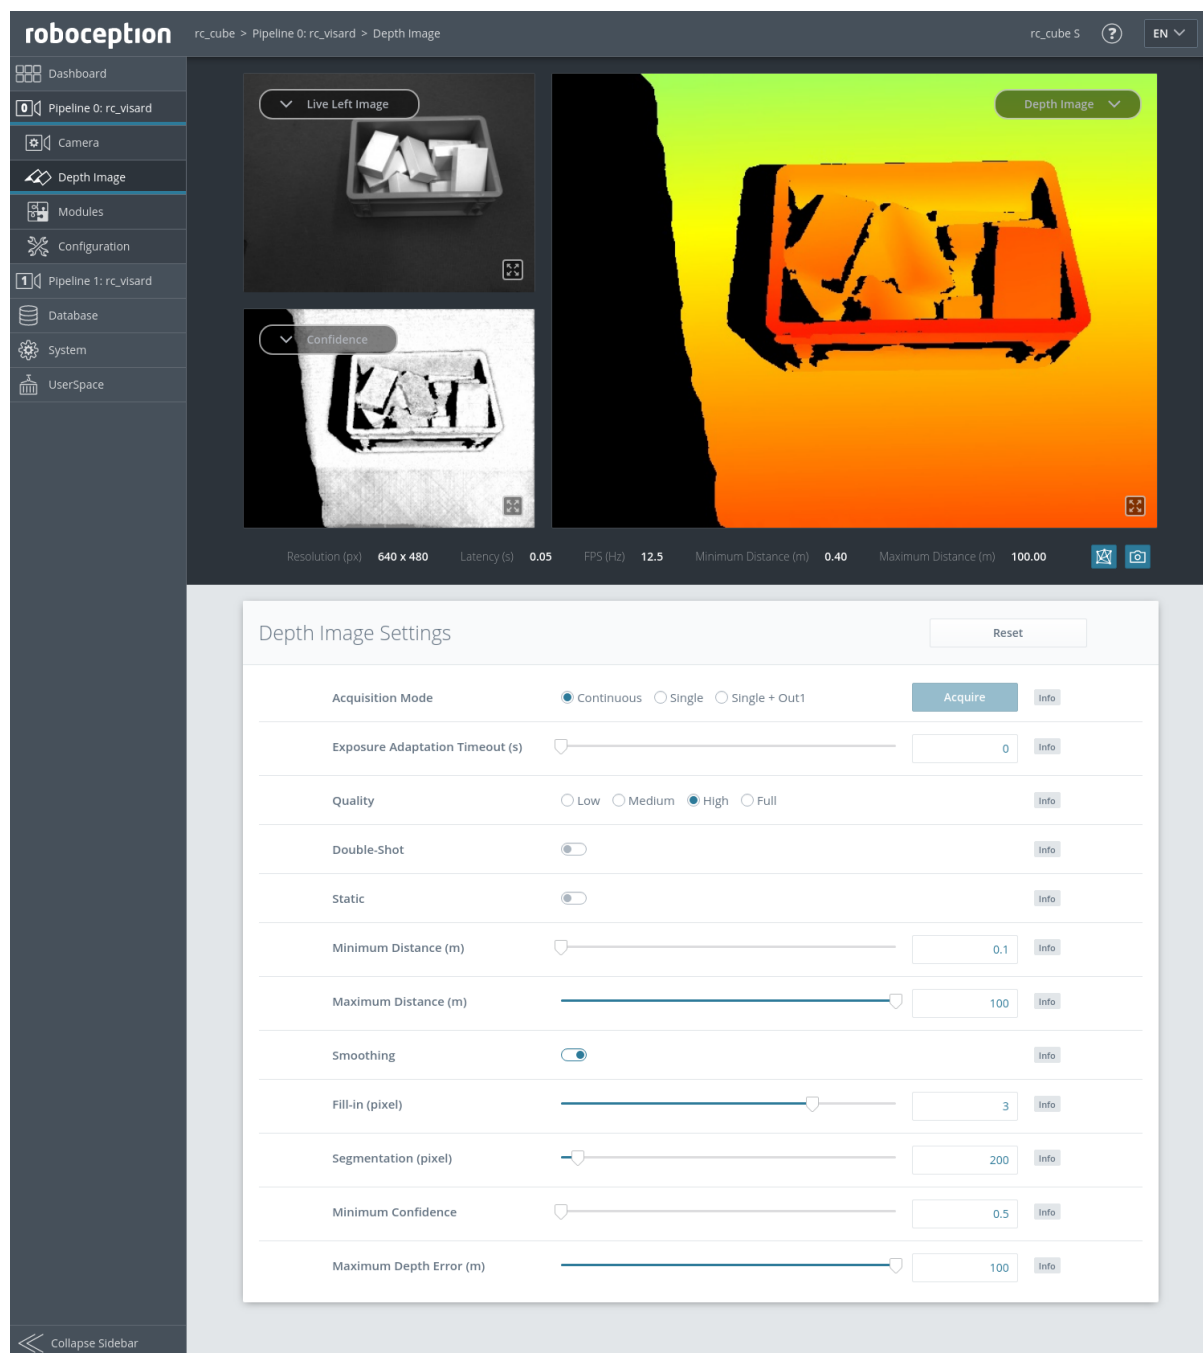 roboception
rc_cube > Pipeline 0: rc_visard > Depth Image
rc_cube S
?
EN
Dashboard
0 Pipeline 0: rc_visard
Camera
Depth Image
Modules
Configuration
1 Pipeline 1: rc_visard
Database
System
UserSpace
Live Left Image
Depth Image
Confidence
Resolution (px) 640 x 480 Latency (s) 0.05 FPS (Hz) 12.5 Minimum Distance (m) 0.40 Maximum Distance (m) 100.00
Depth Image Settings Reset
Acquisition Mode Continuous Single Single + Out1 Acquire Info
Exposure Adaptation Timeout (s) 0 Info
Quality Low Medium High Full Info
Double-Shot Info
Static Info
Minimum Distance (m) 0.1 Info
Maximum Distance (m) 100 Info
Smoothing Info
Fill-in (pixel) 3 Info
Segmentation (pixel) 200 Info
Minimum Confidence 0.5 Info
Maximum Depth Error (m) 100 Info
Collapse Sidebar